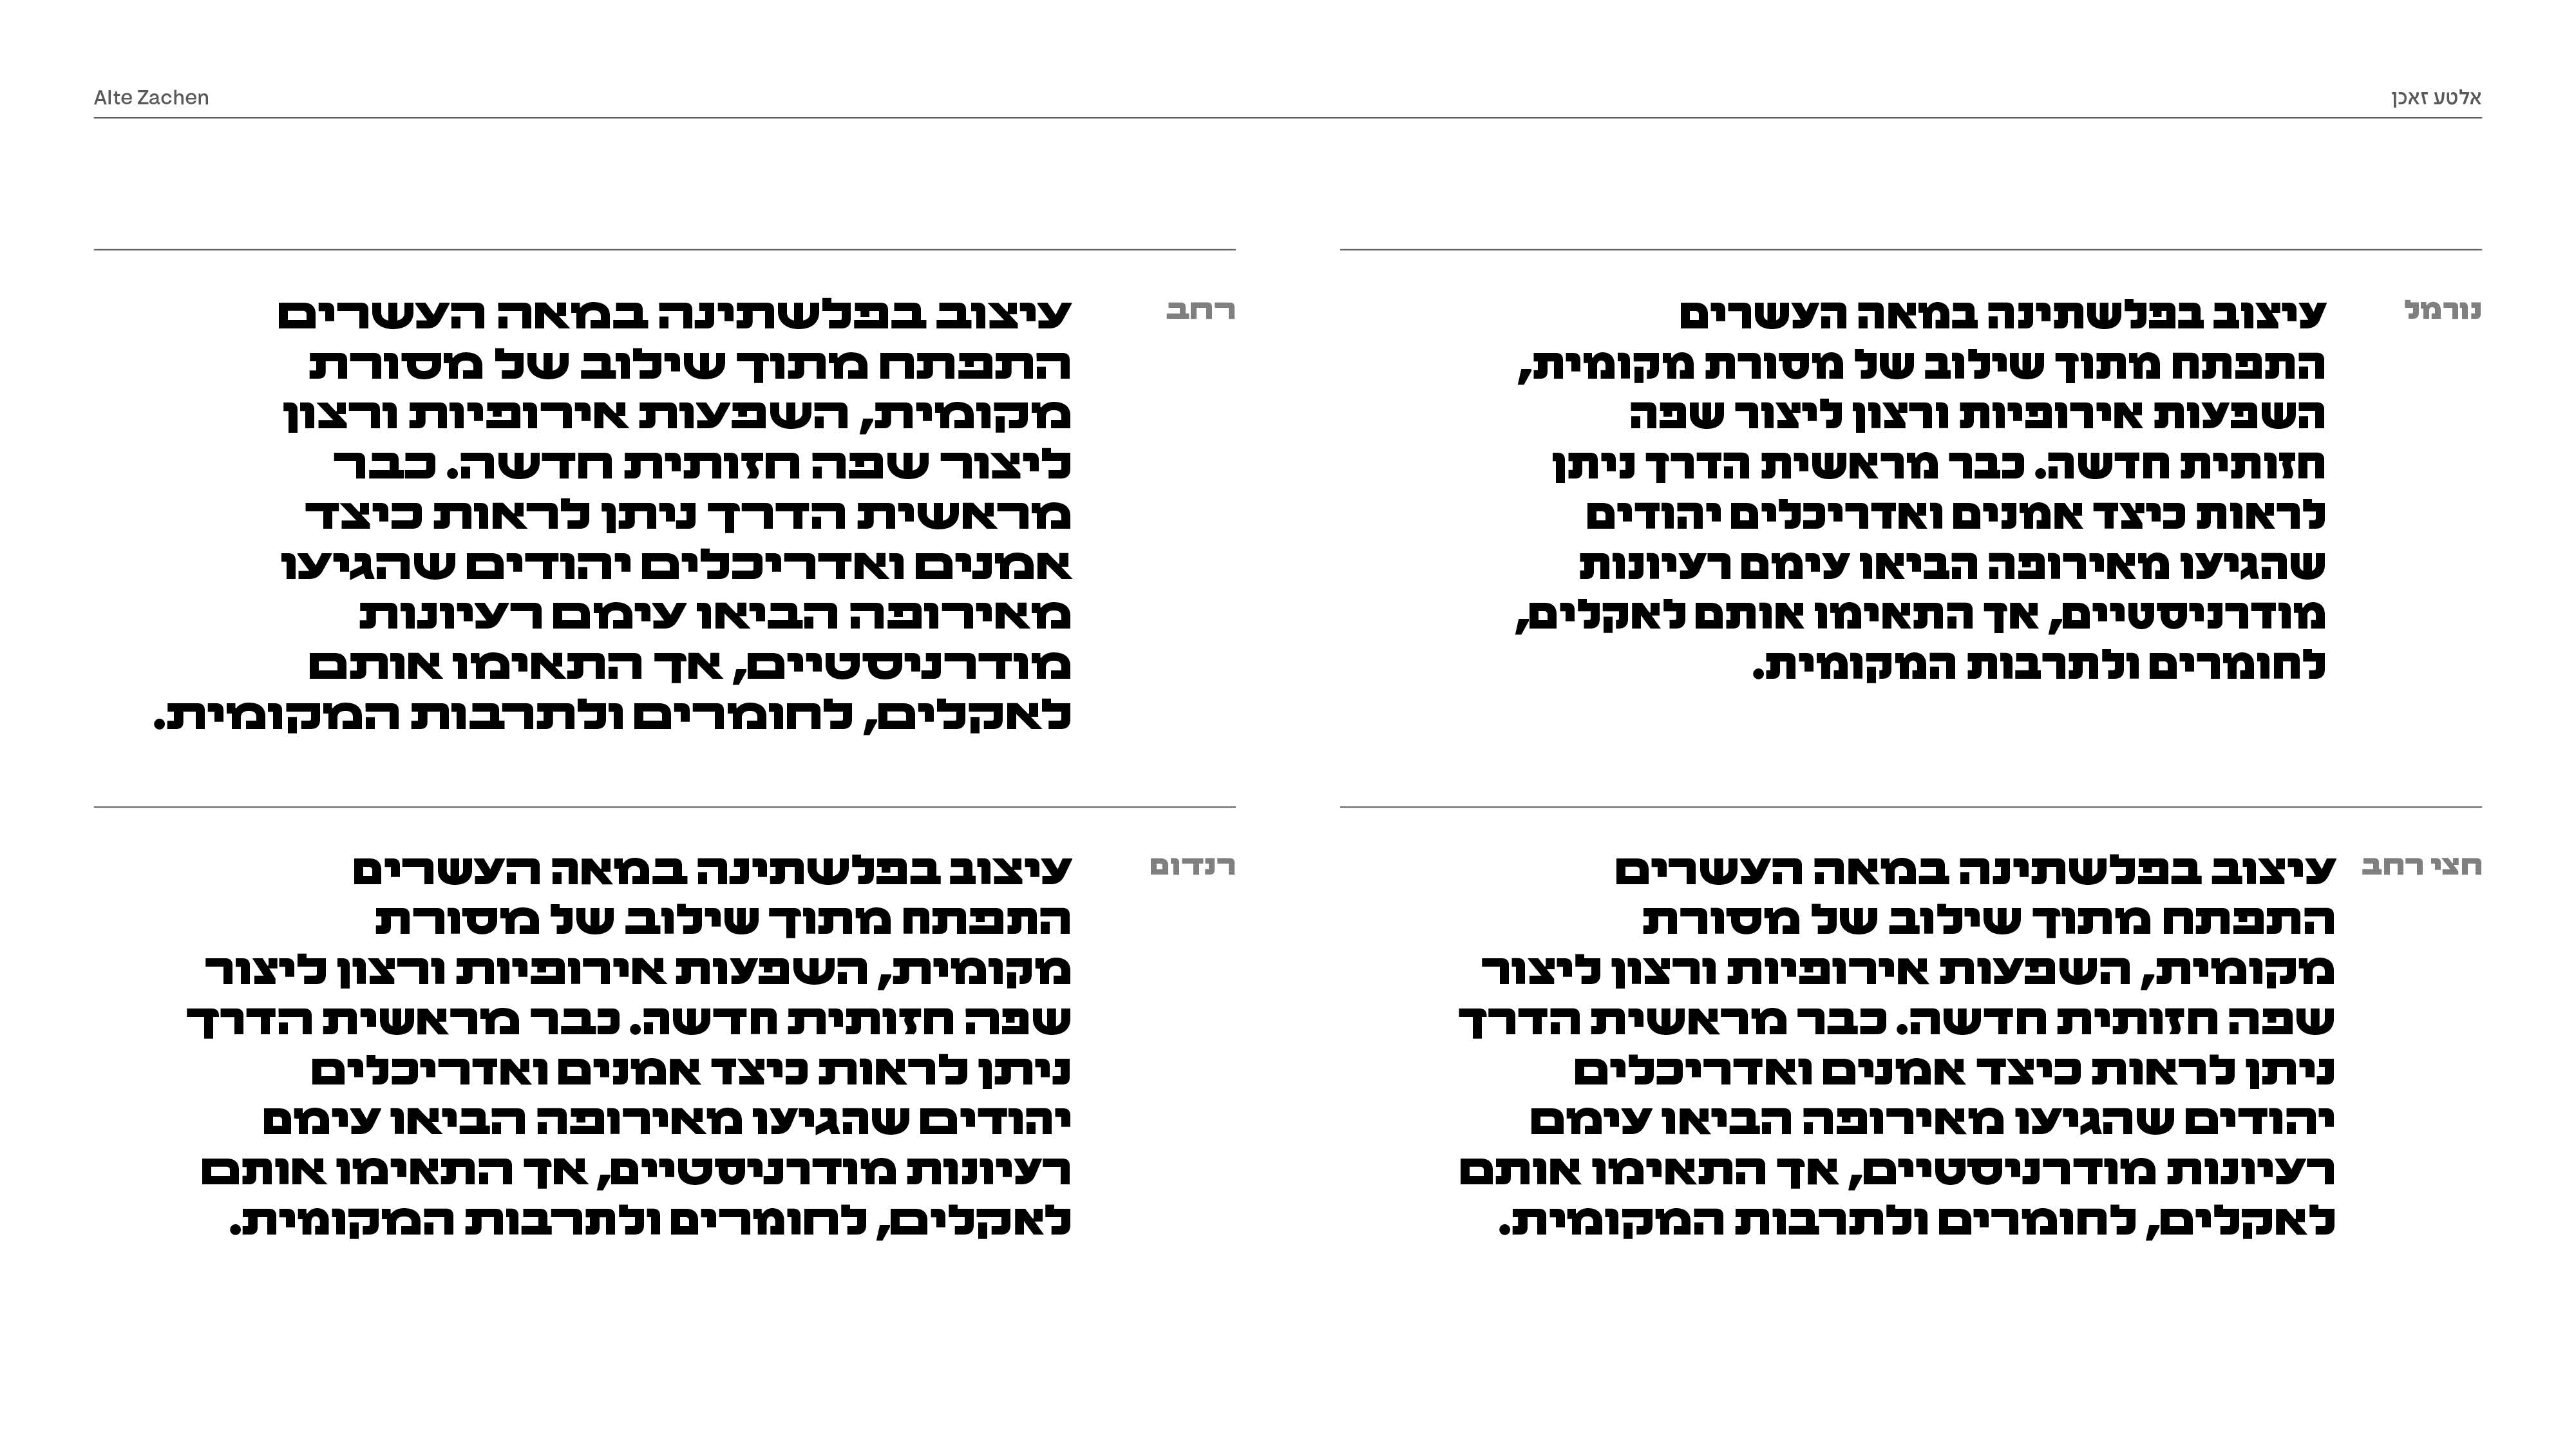 אלטע זאכן
Alte Zachen
נורמל
עיצוב בפלשתינה במאה העשרים
התפתח מתוך שילוב של מסורת מקומית,
השפעות אירופיות ורצון ליצור שפה
חזותית חדשה. כבר מראשית הדרך ניתן
לראות כיצד אמנים ואדריכלים יהודים
שהגיעו מאירופה הביאו עימם רעיונות
מודרניסטיים, אך התאימו אותם לאקלים,
לחומרים ולתרבות המקומית.
רחב
עיצוב בפלשתינה במאה העשרים
התפתח מתוך שילוב של מסורת
מקומית, השפעות אירופיות ורצון
ליצור שפה חזותית חדשה. כבר
מראשית הדרך ניתן לראות כיצד
אמנים ואדריכלים יהודים שהגיעו
מאירופה הביאו עימם רעיונות
מודרניסטיים, אך התאימו אותם
לאקלים, לחומרים ולתרבות המקומית.
חצי רחב
עיצוב בפלשתינה במאה העשרים
התפתח מתוך שילוב של מסורת
מקומית, השפעות אירופיות ורצון ליצור
שפה חזותית חדשה. כבר מראשית הדרך
ניתן לראות כיצד אמנים ואדריכלים
יהודים שהגיעו מאירופה הביאו עימם
רעיונות מודרניסטיים, אך התאימו אותם
לאקלים, לחומרים ולתרבות המקומית.
רנדום
עיצוב בפלשתינה במאה העשרים
התפתח מתוך שילוב של מסורת
מקומית, השפעות אירופיות ורצון ליצור
שפה חזותית חדשה. כבר מראשית הדרך
ניתן לראות כיצד אמנים ואדריכלים
יהודים שהגיעו מאירופה הביאו עימם
רעיונות מודרניסטיים, אך התאימו אותם
לאקלים, לחומרים ולתרבות המקומית.